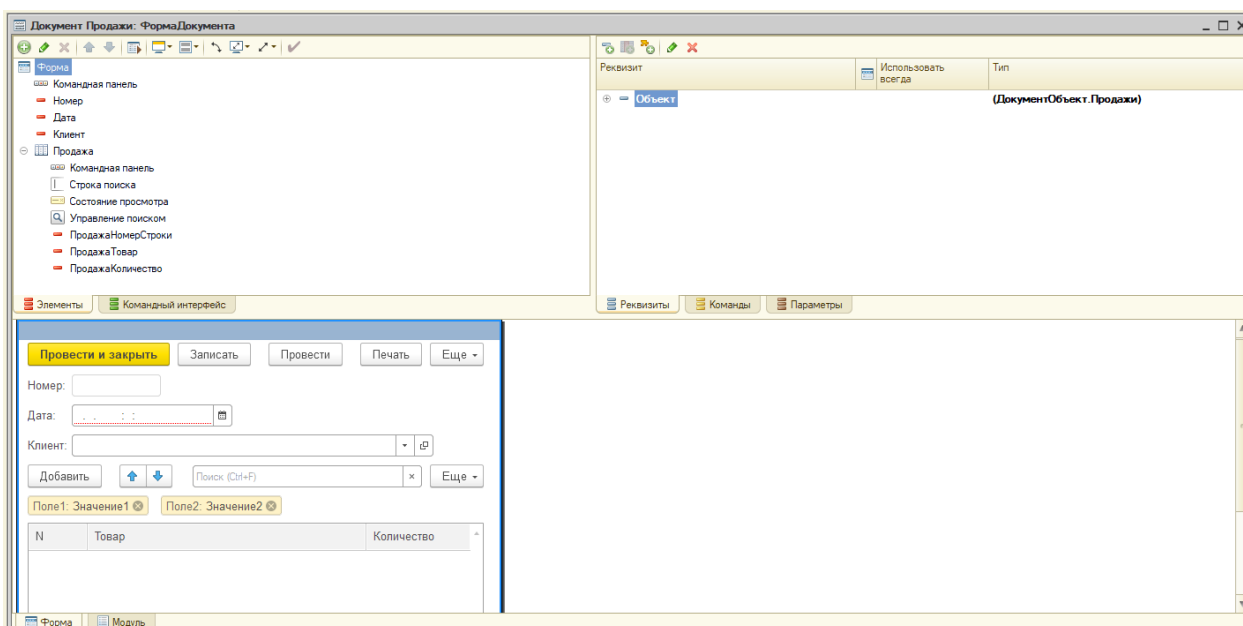 Документ Продажи: ФормаДокумента
Форма
Командная панель
Номер
Дата
Клиент
Продажа
Командная панель
Строка поиска
Состояние просмотра
Управление поиском
ПродажаНомерСтроки
ПродажаТовар
ПродажаКоличество
Элементы Командный интерфейс
Реквизит Использовать всегда Тип
Объект (ДокументОбъект.Продажи)
Реквизиты Команды Параметры
Провести и закрыть Записать Провести Печать Еще
Номер:
Дата: . . : :
Клиент:
Добавить Поиск (Ctrl+F) × Еще
Поле1: Значение1 Поле2: Значение2
N Товар Количество
Форма Модуль